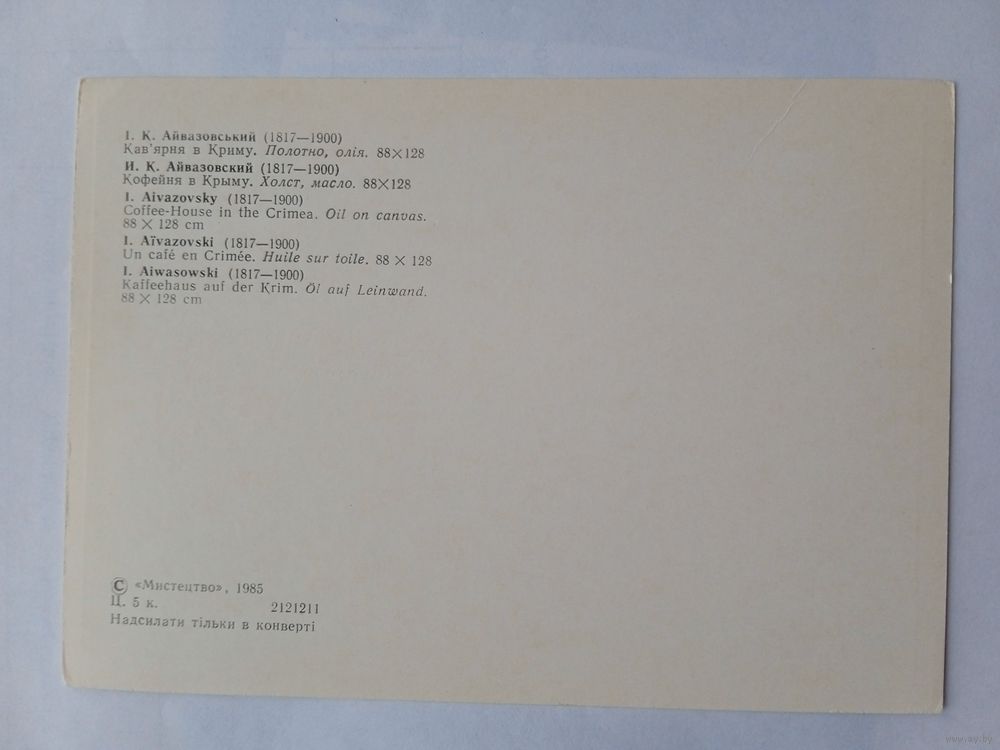 І. К. Айвазовський (1817—1900)
Кав'ярня в Криму. Полотно, олія. 88×128
И. К. Айвазовский (1817—1900)
Кофейня в Крыму. Холст, масло. 88×128
I. Aivazovsky (1817—1900)
Coffee-House in the Crimea. Oil on canvas.
88 × 128 cm
I. Aïvazovski (1817—1900)
Un café en Crimée. Huile sur toile. 88 × 128
I. Aiwasowski (1817—1900)
Kaffeehaus auf der Krim. Öl auf Leinwand.
88 × 128 cm
© «Мистецтво», 1985
Ц. 5 к. 2121211
Надсилати тільки в конверті
www.ay.by